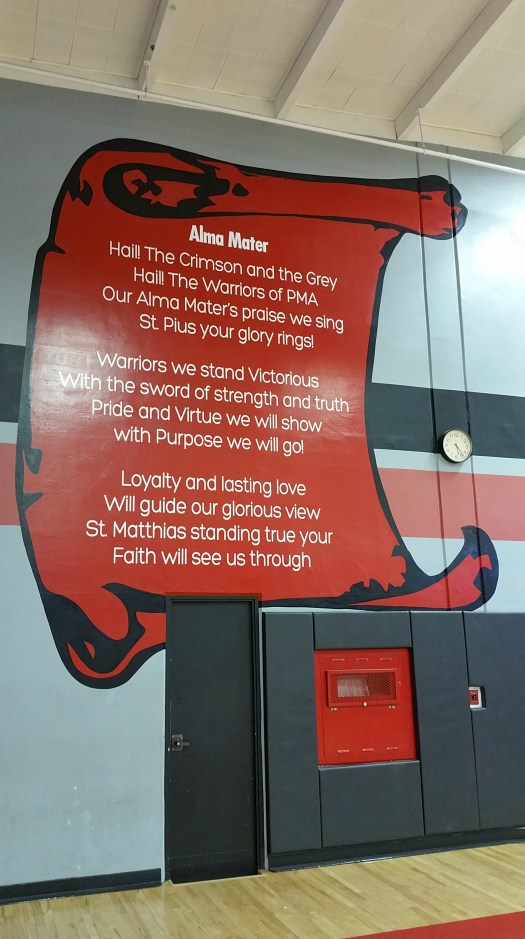 Alma Mater
Hail! The Crimson and the Grey
Hail! The Warriors of PMA
Our Alma Mater's praise we sing
St. Pius your glory rings!
Warriors we stand Victorious
With the sword of strength and truth
Pride and Virtue we will show
with Purpose we will go!
Loyalty and lasting love
Will guide our glorious view
St. Matthias standing true your
Faith will see us through